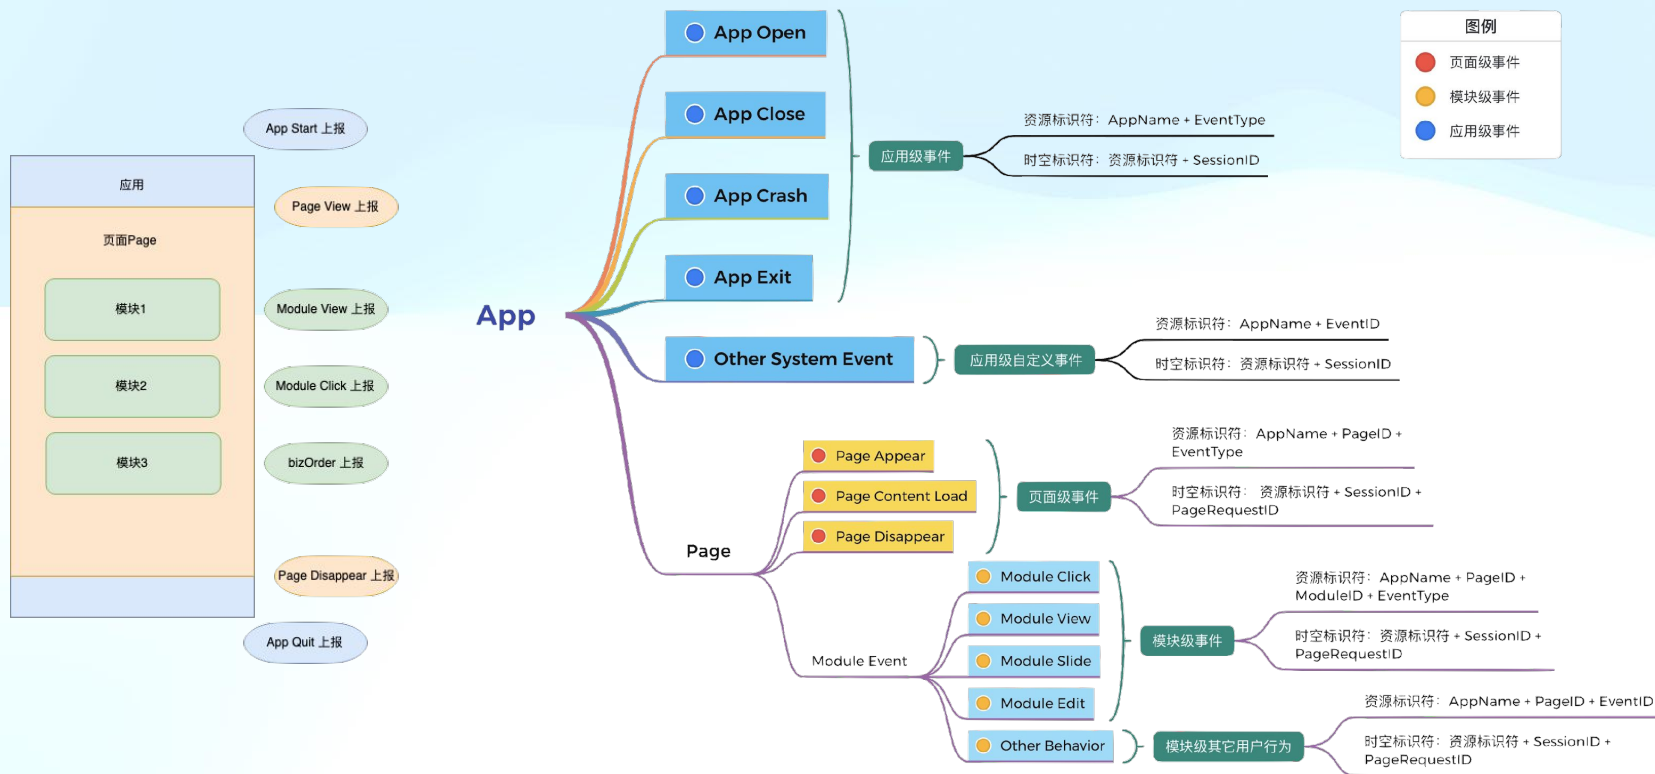 应用
页面Page
模块1
模块2
模块3
App Start 上报
Page View 上报
Module View 上报
Module Click 上报
bizOrder 上报
Page Disappear 上报
App Quit 上报
App
App Open
App Close
App Crash
App Exit
应用级事件
资源标识符：AppName + EventType
时空标识符：资源标识符 + SessionID
Other System Event
应用级自定义事件
资源标识符：AppName + EventID
时空标识符：资源标识符 + SessionID
Page
Page Appear
Page Content Load
Page Disappear
页面级事件
资源标识符：AppName + PageID +
EventType
时空标识符： 资源标识符 + SessionID +
PageRequestID
Module Event
Module Click
Module View
Module Slide
Module Edit
模块级事件
资源标识符：AppName + PageID +
ModuleID + EventType
时空标识符：资源标识符 + SessionID +
PageRequestID
Other Behavior
模块级其它用户行为
资源标识符：AppName + PageID + EventID
时空标识符：资源标识符 + SessionID +
PageRequestID
图例
页面级事件
模块级事件
应用级事件